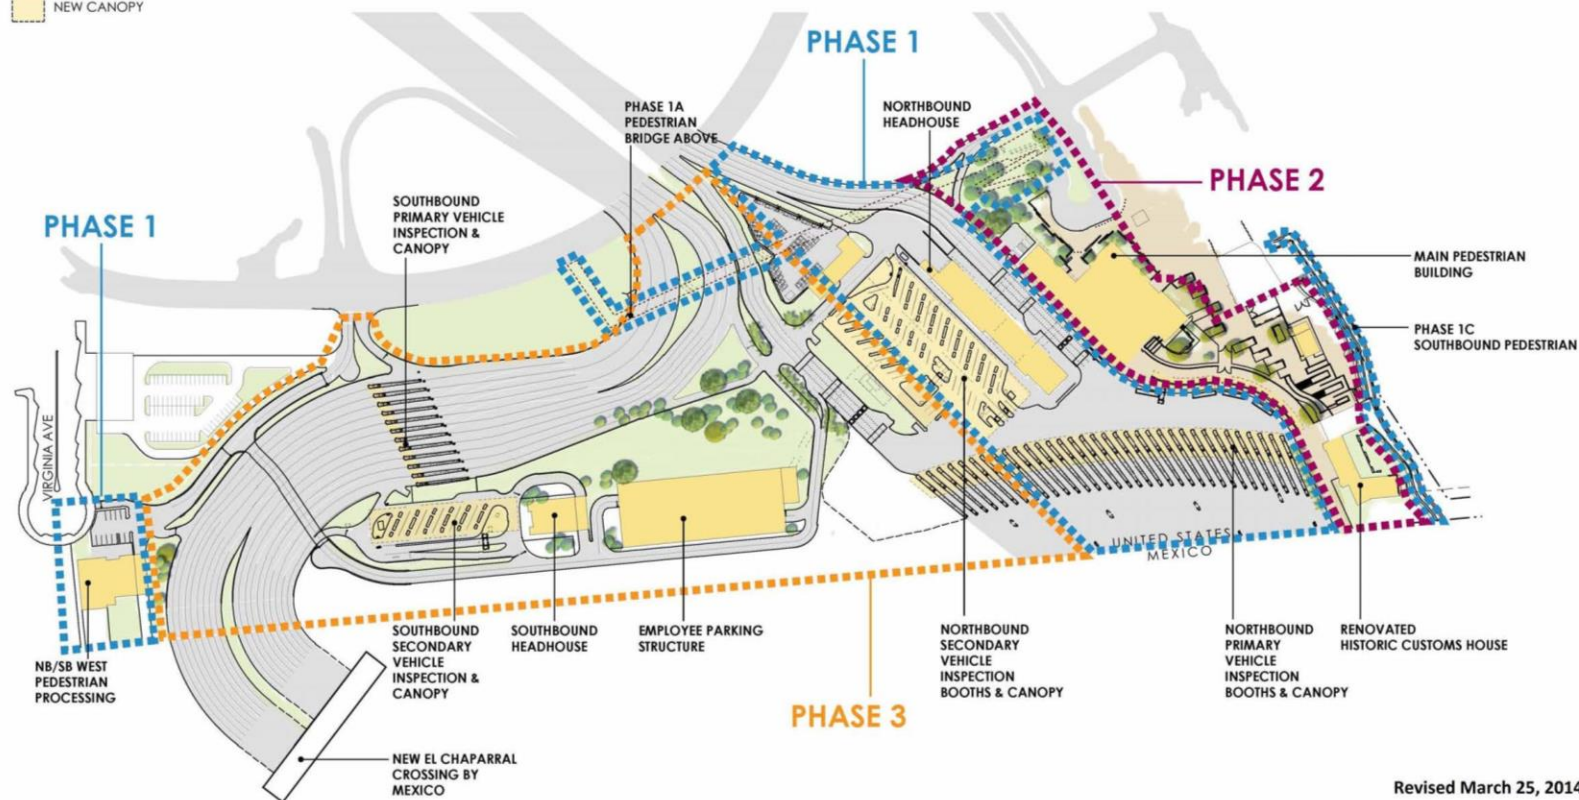 NEW CANOPY
PHASE 1
PHASE 1A
PEDESTRIAN
BRIDGE ABOVE
NORTHBOUND
HEADHOUSE
PHASE 2
SOUTHBOUND
PRIMARY VEHICLE
INSPECTION &
CANOPY
PHASE 1
MAIN PEDESTRIAN
BUILDING
PHASE 1C
SOUTHBOUND PEDESTRIAN
VIRGINIA AVE
UNITED STATES
MEXICO
NB/SB WEST
PEDESTRIAN
PROCESSING
SOUTHBOUND
SECONDARY
VEHICLE
INSPECTION &
CANOPY
SOUTHBOUND
HEADHOUSE
EMPLOYEE PARKING
STRUCTURE
NORTHBOUND
SECONDARY
VEHICLE
INSPECTION
BOOTHS & CANOPY
NORTHBOUND
PRIMARY
VEHICLE
INSPECTION
BOOTHS & CANOPY
RENOVATED
HISTORIC CUSTOMS HOUSE
PHASE 3
NEW EL CHAPARRAL
CROSSING BY
MEXICO
Revised March 25, 2014